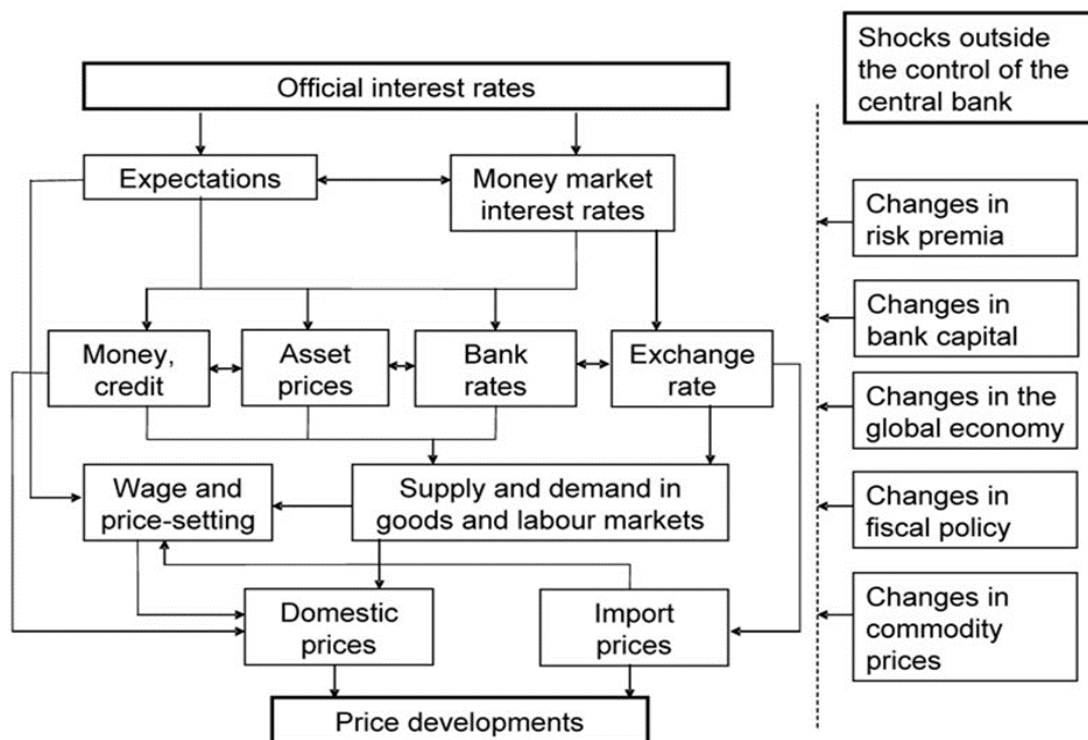 Official interest rates
Shocks outside
the control of the
central bank
Expectations
Money market
interest rates
Changes in
risk premia
Money,
credit
Asset
prices
Bank
rates
Exchange
rate
Changes in
bank capital
Changes in the
global economy
Wage and
price-setting
Supply and demand in
goods and labour markets
Changes in
fiscal policy
Domestic
prices
Import
prices
Changes in
commodity
prices
Price developments